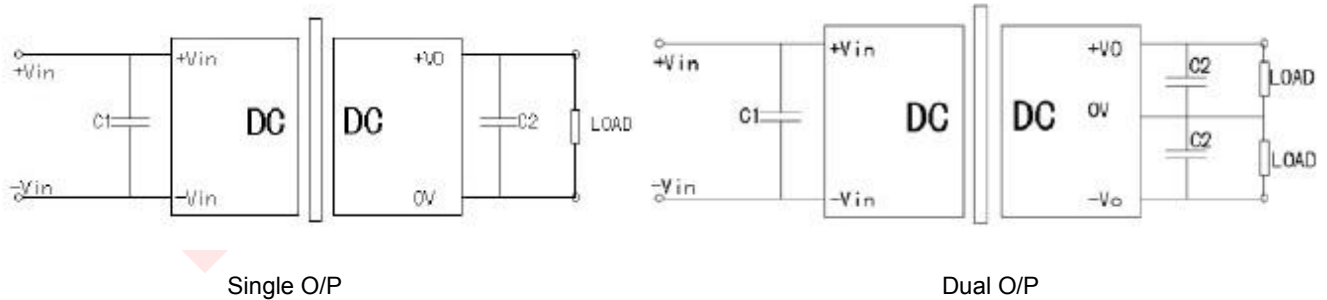 +Vin
-Vin
C1
+Vin
-Vin
DC
DC
+VO
0V
C2
LOAD
Single O/P
+Vin
-Vin
C1
+Vin
-Vin
DC
DC
+VO
0V
-Vo
C2
C2
LOAD
LOAD
Dual O/P